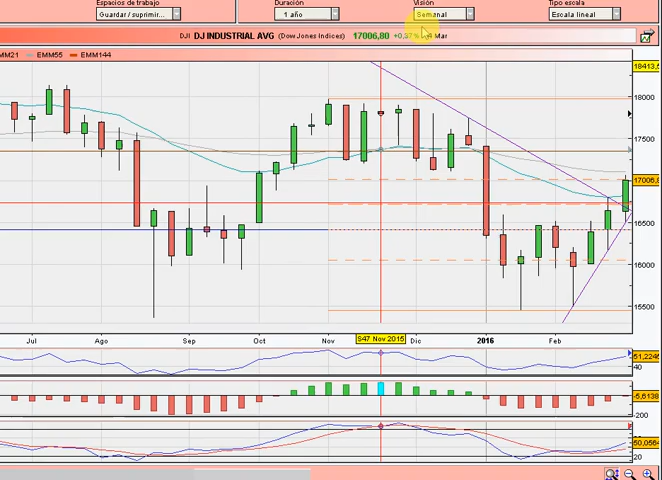 Espacios de trabajo Duración Visión Tipo escala
Guardar / suprimir... 1 año Semanal Escala lineal
DJI DJ INDUSTRIAL AVG (Dow Jones Indices) 17006,80 +0,37% Mar
EMM21 EMM55 EMM144
18413,5
18000
17500
17006,8
16500
16000
15500
Jul Ago Sep Oct Nov S47 Nov 2015 Dic 2016 Feb
51,2246
40
-5,6138
-200
50,0564
20